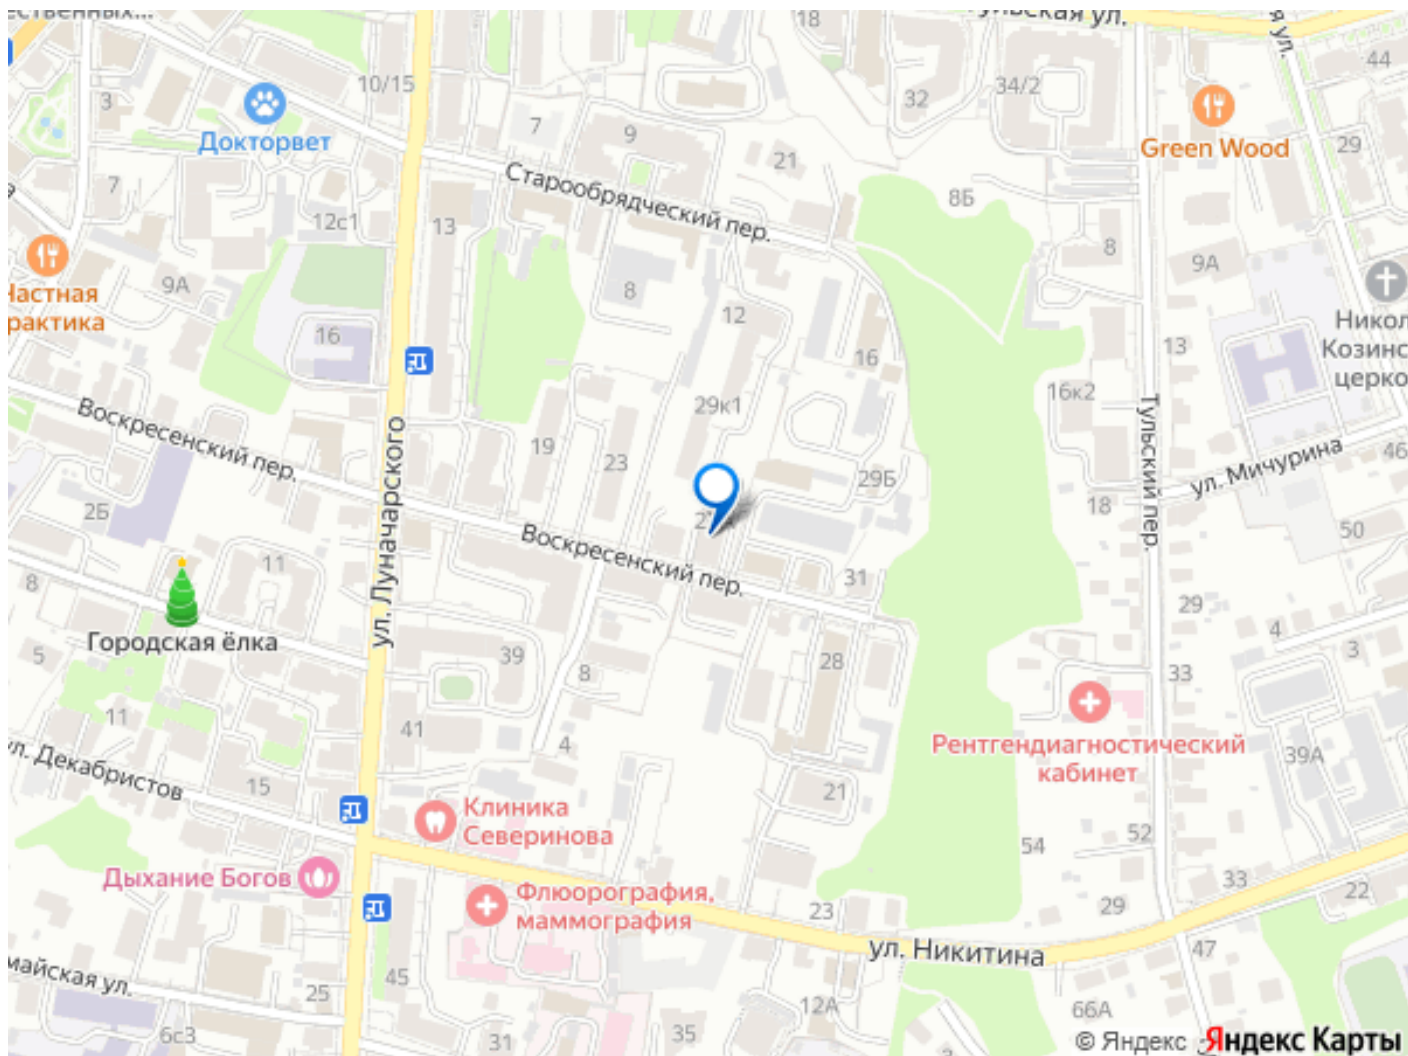 ественных...
Тульская ул.
я ул.
18
44
10/15
3
32
34/2
7
9
Докторвет
Green Wood
29
21
Старообрядческий пер.
7
8Б
12с1
13
8
9А
9А
8
Частная
практика
12
Никол
Козинс
церко
16
13
16
16к2
29к1
Воскресенский пер.
ул. Луначарского
Тульский пер.
19
23
46
ул. Мичурина
29Б
2Б
18
50
Воскресенский пер.
11
8
31
29
4
Городская ёлка
5
39
28
3
8
33
11
41
4
Рентгендиагностический
кабинет
39А
ул. Декабристов
15
21
Клиника
Северинова
52
54
Дыхание Богов
33
22
Флюорография,
маммография
23
29
ул. Никитина
47
майская ул.
45
25
12А
66А
6с3
31
35
© Яндекс Яндекс Карты